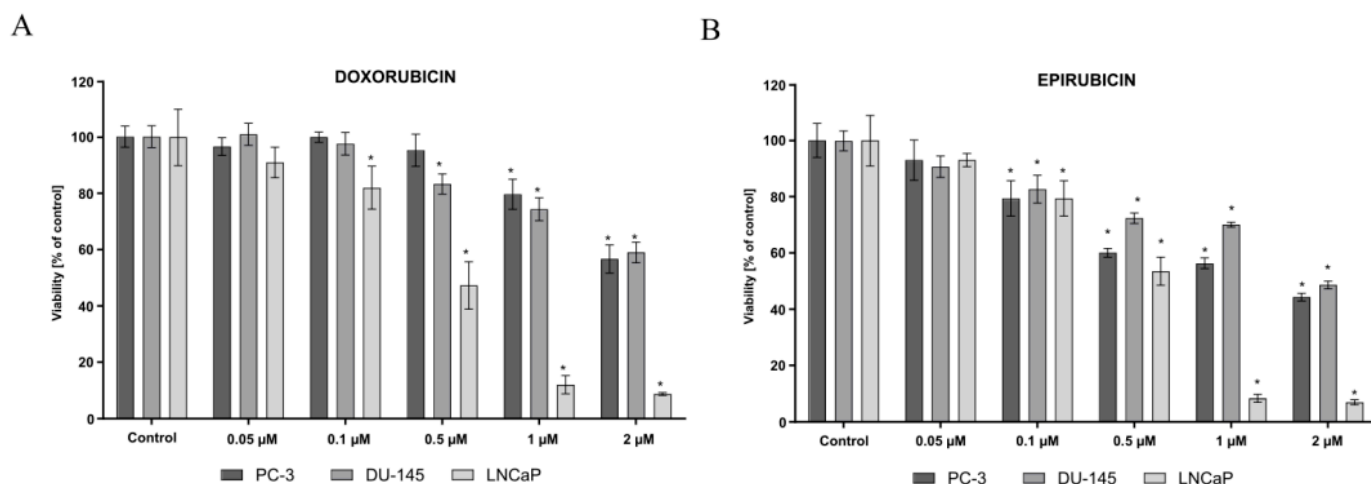 A
DOXORUBICIN
Viability [% of control]
120
100
80
60
40
20
0
* * * * * * * * *
Control 0.05 µM 0.1 µM 0.5 µM 1 µM 2 µM
PC-3 DU-145 LNCaP
B
EPIRUBICIN
Viability [% of control]
120
100
80
60
40
20
0
* * * * * * * * * * * *
Control 0.05 µM 0.1 µM 0.5 µM 1 µM 2 µM
PC-3 DU-145 LNCaP